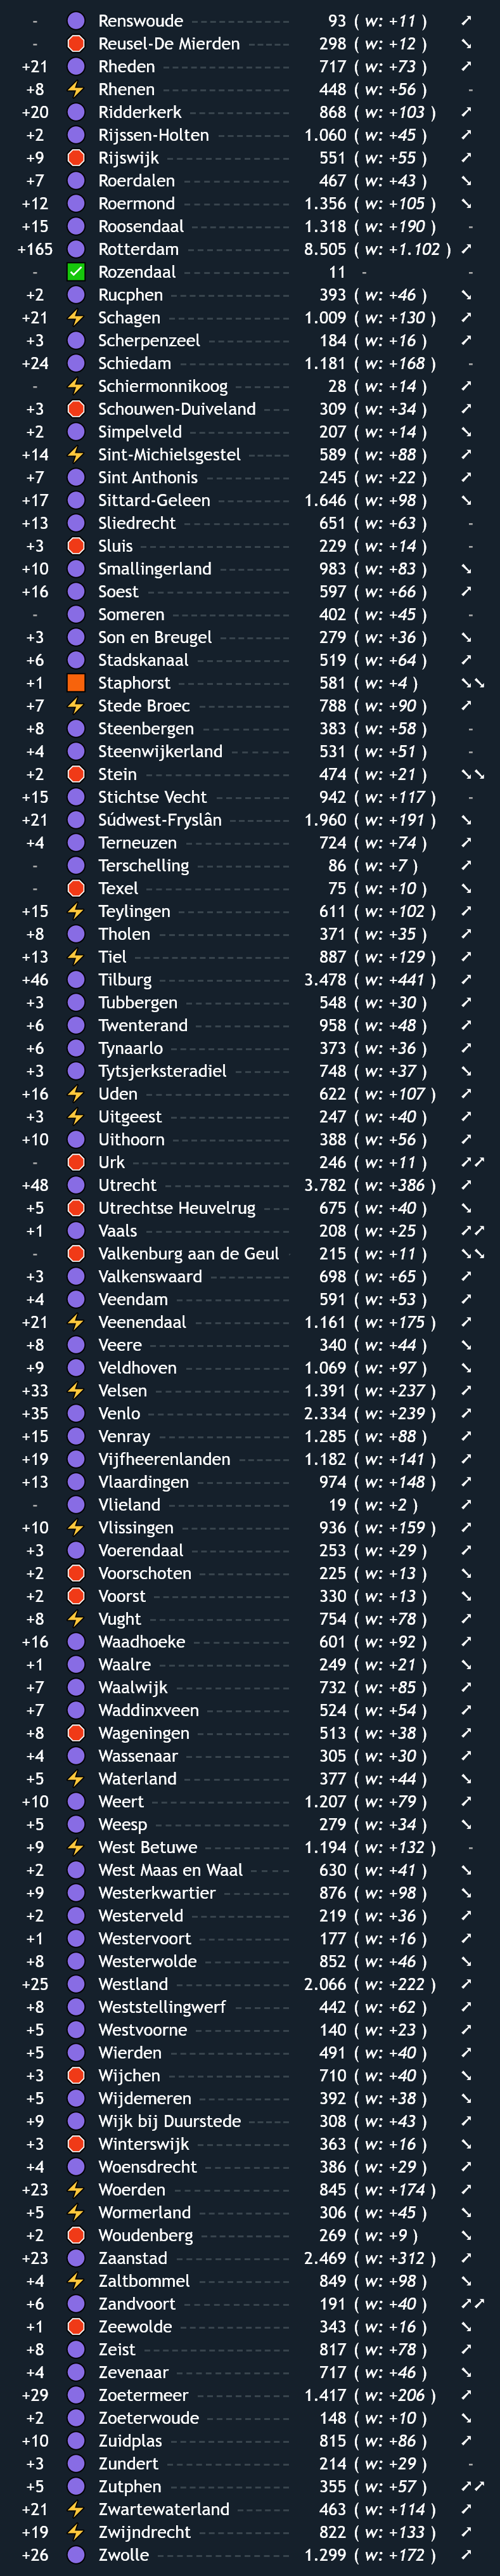 - Renswoude 93 ( w: +11 ) ➚
- Reusel-De Mierden 298 ( w: +12 ) ➘
+21 Rheden 717 ( w: +73 ) ➚
+8 Rhenen 448 ( w: +56 ) -
+20 Ridderkerk 868 ( w: +103 ) ➚
+2 Rijssen-Holten 1.060 ( w: +45 ) ➚
+9 Rijswijk 551 ( w: +55 ) ➚
+7 Roerdalen 467 ( w: +43 ) ➘
+12 Roermond 1.356 ( w: +105 ) ➘
+15 Roosendaal 1.318 ( w: +190 ) -
+165 Rotterdam 8.505 ( w: +1.102 ) ➚
- Rozendaal 11 - -
+2 Rucphen 393 ( w: +46 ) ➘
+21 Schagen 1.009 ( w: +130 ) ➚
+3 Scherpenzeel 184 ( w: +16 ) ➚
+24 Schiedam 1.181 ( w: +168 ) -
- Schiermonnikoog 28 ( w: +14 ) ➚
+3 Schouwen-Duiveland 309 ( w: +34 ) ➚
+2 Simpelveld 207 ( w: +14 ) ➘
+14 Sint-Michielsgestel 589 ( w: +88 ) ➚
+7 Sint Anthonis 245 ( w: +22 ) ➚
+17 Sittard-Geleen 1.646 ( w: +98 ) ➘
+13 Sliedrecht 651 ( w: +63 ) -
+3 Sluis 229 ( w: +14 ) -
+10 Smallingerland 983 ( w: +83 ) ➘
+16 Soest 597 ( w: +66 ) ➚
- Someren 402 ( w: +45 ) -
+3 Son en Breugel 279 ( w: +36 ) ➘
+6 Stadskanaal 519 ( w: +64 ) ➚
+1 Staphorst 581 ( w: +4 ) ➘➘
+7 Stede Broec 788 ( w: +90 ) ➚
+8 Steenbergen 383 ( w: +58 ) -
+4 Steenwijkerland 531 ( w: +51 ) -
+2 Stein 474 ( w: +21 ) ➘➘
+15 Stichtse Vecht 942 ( w: +117 ) -
+21 Súdwest-Fryslân 1.960 ( w: +191 ) ➘
+4 Terneuzen 724 ( w: +74 ) ➚
- Terschelling 86 ( w: +7 ) ➚
- Texel 75 ( w: +10 ) ➘
+15 Teylingen 611 ( w: +102 ) ➚
+8 Tholen 371 ( w: +35 ) ➚
+13 Tiel 887 ( w: +129 ) ➚
+46 Tilburg 3.478 ( w: +441 ) ➚
+3 Tubbergen 548 ( w: +30 ) ➚
+6 Twenterand 958 ( w: +48 ) ➚
+6 Tynaarlo 373 ( w: +36 ) ➚
+3 Tytsjerksteradiel 748 ( w: +37 ) ➘
+16 Uden 622 ( w: +107 ) ➚
+3 Uitgeest 247 ( w: +40 ) ➚
+10 Uithoorn 388 ( w: +56 ) ➚
- Urk 246 ( w: +11 ) ➚➚
+48 Utrecht 3.782 ( w: +386 ) ➚
+5 Utrechtse Heuvelrug 675 ( w: +40 ) ➘
+1 Vaals 208 ( w: +25 ) ➚➚
- Valkenburg aan de Geul 215 ( w: +11 ) ➘➘
+3 Valkenswaard 698 ( w: +65 ) ➚
+4 Veendam 591 ( w: +53 ) ➚
+21 Veenendaal 1.161 ( w: +175 ) ➚
+8 Veere 340 ( w: +44 ) ➘
+9 Veldhoven 1.069 ( w: +97 ) ➘
+33 Velsen 1.391 ( w: +237 ) ➚
+35 Venlo 2.334 ( w: +239 ) ➚
+15 Venray 1.285 ( w: +88 ) ➚
+19 Vijfheerenlanden 1.182 ( w: +141 ) ➚
+13 Vlaardingen 974 ( w: +148 ) ➚
- Vlieland 19 ( w: +2 ) ➚
+10 Vlissingen 936 ( w: +159 ) ➚
+3 Voerendaal 253 ( w: +29 ) ➚
+2 Voorschoten 225 ( w: +13 ) ➘
+2 Voorst 330 ( w: +13 ) ➘
+8 Vught 754 ( w: +78 ) ➚
+16 Waadhoeke 601 ( w: +92 ) ➚
+1 Waalre 249 ( w: +21 ) ➘
+7 Waalwijk 732 ( w: +85 ) ➚
+7 Waddinxveen 524 ( w: +54 ) ➚
+8 Wageningen 513 ( w: +38 ) ➚
+4 Wassenaar 305 ( w: +30 ) ➚
+5 Waterland 377 ( w: +44 ) ➘
+10 Weert 1.207 ( w: +79 ) ➚
+5 Weesp 279 ( w: +34 ) ➘
+9 West Betuwe 1.194 ( w: +132 ) -
+2 West Maas en Waal 630 ( w: +41 ) ➘
+9 Westerkwartier 876 ( w: +98 ) ➘
+2 Westerveld 219 ( w: +36 ) ➚
+1 Westervoort 177 ( w: +16 ) ➚
+8 Westerwolde 852 ( w: +46 ) ➘
+25 Westland 2.066 ( w: +222 ) ➚
+8 Weststellingwerf 442 ( w: +62 ) ➚
+5 Westvoorne 140 ( w: +23 ) ➚
+5 Wierden 491 ( w: +40 ) ➚
+3 Wijchen 710 ( w: +40 ) ➘
+5 Wijdemeren 392 ( w: +38 ) ➘
+9 Wijk bij Duurstede 308 ( w: +43 ) ➚
+3 Winterswijk 363 ( w: +16 ) ➘
+4 Woensdrecht 386 ( w: +29 ) ➚
+23 Woerden 845 ( w: +174 ) ➚
+5 Wormerland 306 ( w: +45 ) ➘
+2 Woudenberg 269 ( w: +9 ) ➘
+23 Zaanstad 2.469 ( w: +312 ) ➚
+4 Zaltbommel 849 ( w: +98 ) ➘
+6 Zandvoort 191 ( w: +40 ) ➚➚
+1 Zeewolde 343 ( w: +16 ) ➘
+8 Zeist 817 ( w: +78 ) ➚
+4 Zevenaar 717 ( w: +46 ) ➘
+29 Zoetermeer 1.417 ( w: +206 ) ➚
+2 Zoeterwoude 148 ( w: +10 ) ➘
+10 Zuidplas 815 ( w: +86 ) ➚
+3 Zundert 214 ( w: +29 ) -
+5 Zutphen 355 ( w: +57 ) ➚➚
+21 Zwartewaterland 463 ( w: +114 ) ➚
+19 Zwijndrecht 822 ( w: +133 ) ➚
+26 Zwolle 1.299 ( w: +172 ) ➚